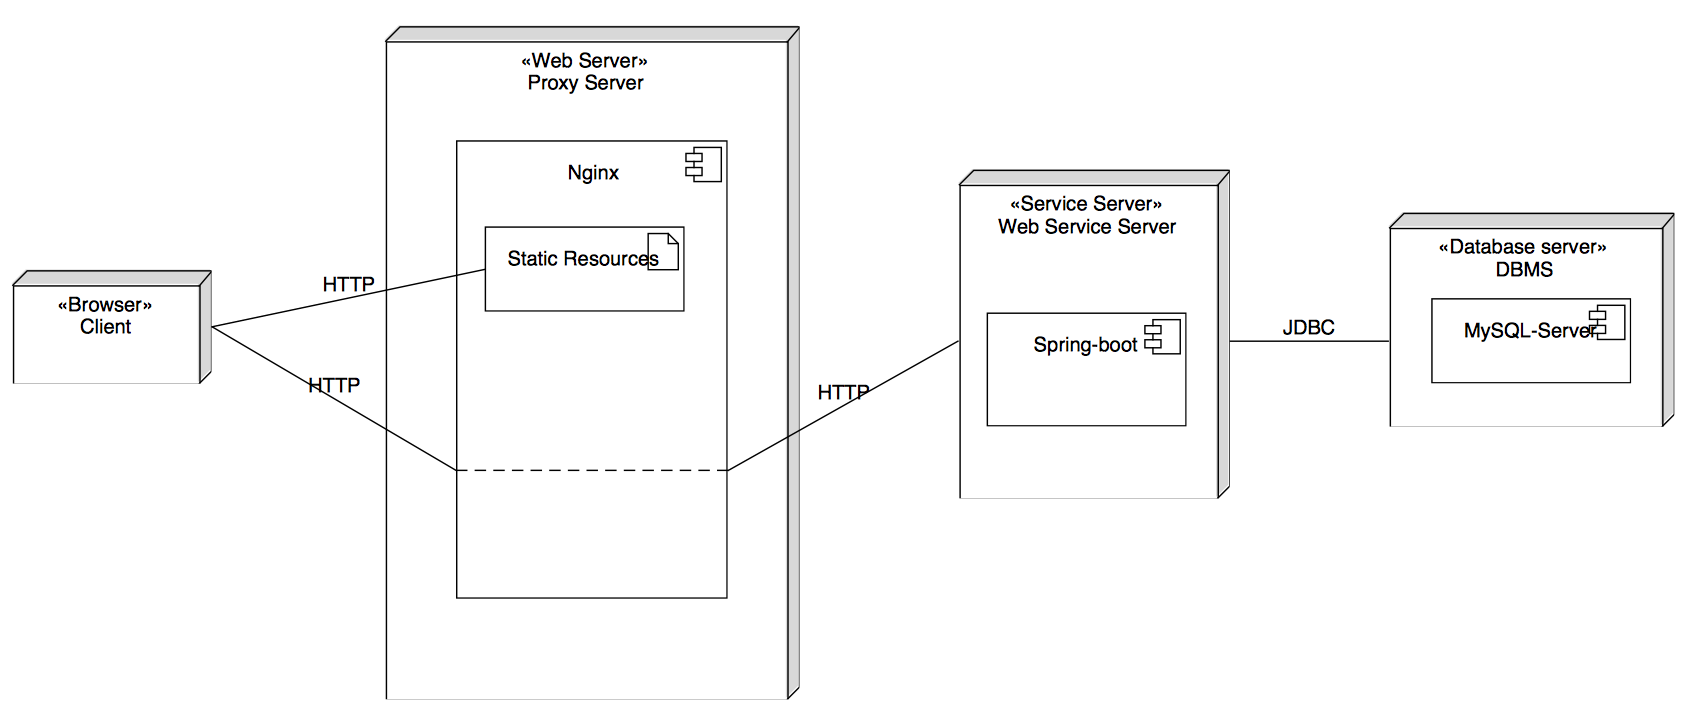 «Web Server»
Proxy Server
Nginx
Static Resources
«Browser»
Client
HTTP
HTTP
HTTP
«Service Server»
Web Service Server
Spring-boot
JDBC
«Database server»
DBMS
MySQL-Server